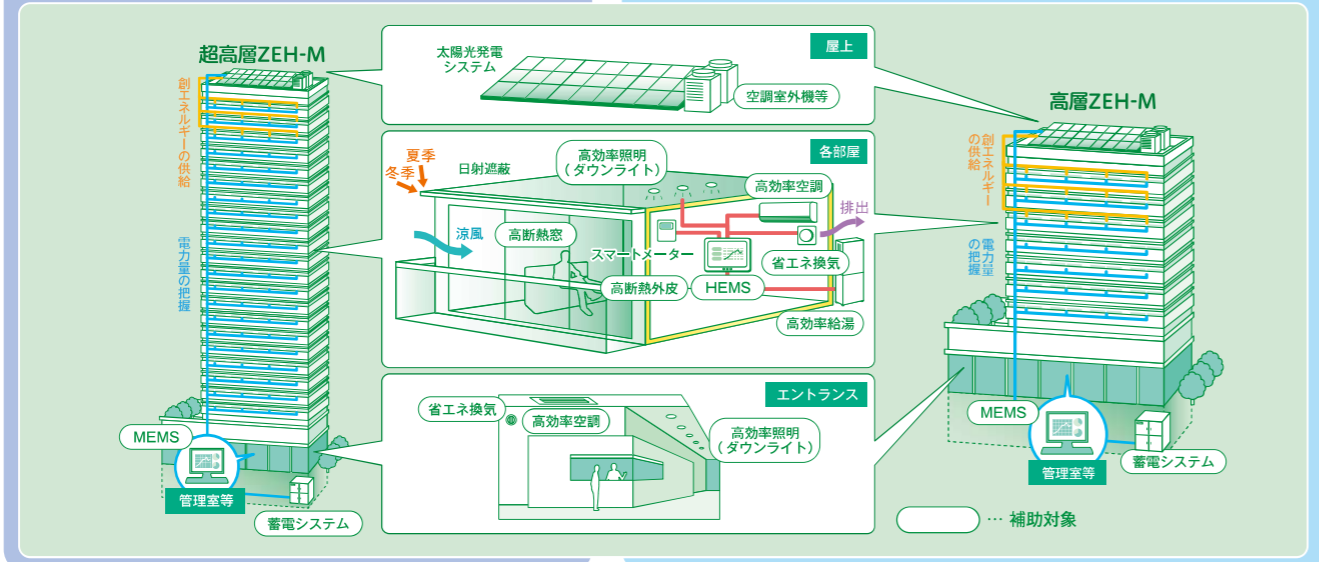 超高層ZEH-M
創エネルギーの供給
電力量の把握
MEMS
管理室等
蓄電システム
屋上
太陽光発電
システム
空調室外機等
各部屋
夏季
冬季
日射遮蔽
高効率照明
(ダウンライト)
高効率空調
排出
涼風
高断熱窓
スマートメーター
省エネ換気
高断熱外皮
HEMS
高効率給湯
エントランス
省エネ換気
高効率空調
高効率照明
(ダウンライト)
高層ZEH-M
創エネルギー
の供給
電力量
の把握
MEMS
管理室等
蓄電システム
… 補助対象